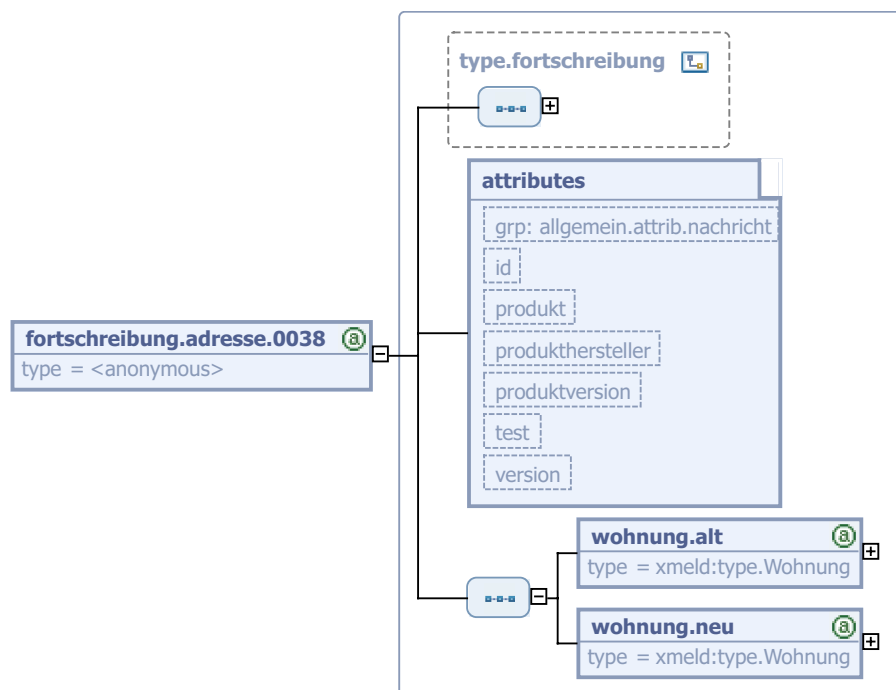 type.fortschreibung
attributes
grp: allgemein.attrib.nachricht
id
produkt
produkthersteller
produktversion
test
version
fortschreibung.adresse.0038 a
type = <anonymous>
wohnung.alt a
type = xmeld:type.Wohnung
wohnung.neu a
type = xmeld:type.Wohnung